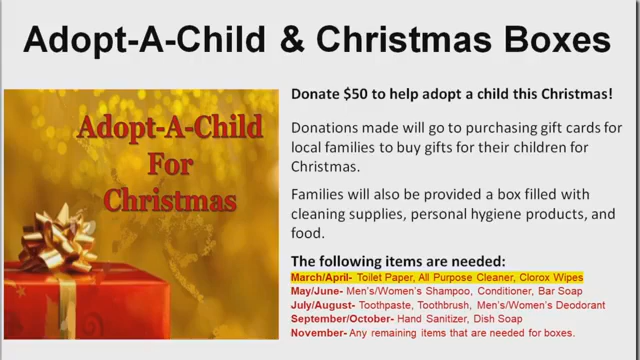 Adopt-A-Child & Christmas Boxes
Adopt-A-Child
For
Christmas
Donate $50 to help adopt a child this Christmas!
Donations made will go to purchasing gift cards for
local families to buy gifts for their children for
Christmas.
Families will also be provided a box filled with
cleaning supplies, personal hygiene products, and
food.
The following items are needed:
March/April- Toilet Paper, All Purpose Cleaner, Clorox Wipes
May/June- Men's/Women's Shampoo, Conditioner, Bar Soap
July/August- Toothpaste, Toothbrush, Men's/Women's Deodorant
September/October- Hand Sanitizer, Dish Soap
November- Any remaining items that are needed for boxes.